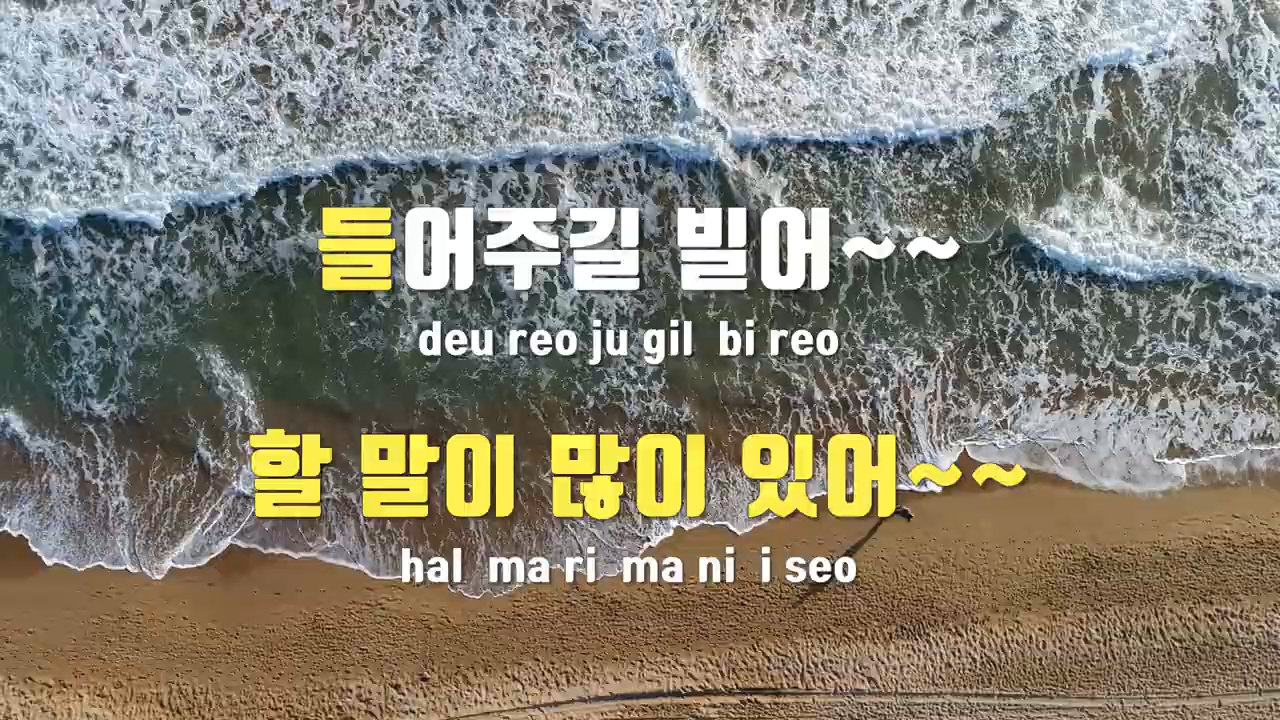 들어주길 빌어~~
deu reo ju gil bi reo
할 말이 많이 있어~~
hal ma ri ma ni i seo